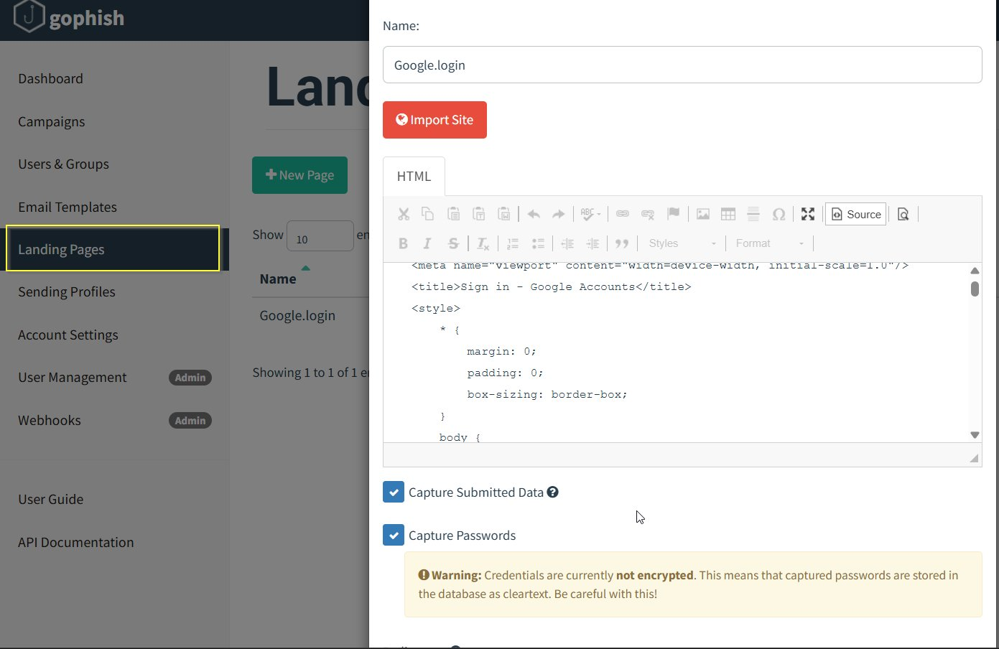 gophish
Dashboard
Campaigns
Users & Groups
Email Templates
Landing Pages
Sending Profiles
Account Settings
User Management Admin
Webhooks Admin
User Guide
API Documentation
Lan
New Page
Show 10 en
Name
Google.login
Showing 1 to 1 of 1 e
Name:
Google.login
Import Site
HTML
ABC
Source
B I S
Styles
Format
<meta name="viewport" content="width=device-width, initial-scale=1.0"/>
<title>Sign in - Google Accounts</title>
<style>
* {
margin: 0;
padding: 0;
box-sizing: border-box;
}
body {
Capture Submitted Data
Capture Passwords
Warning: Credentials are currently not encrypted. This means that captured passwords are stored in
the database as cleartext. Be careful with this!